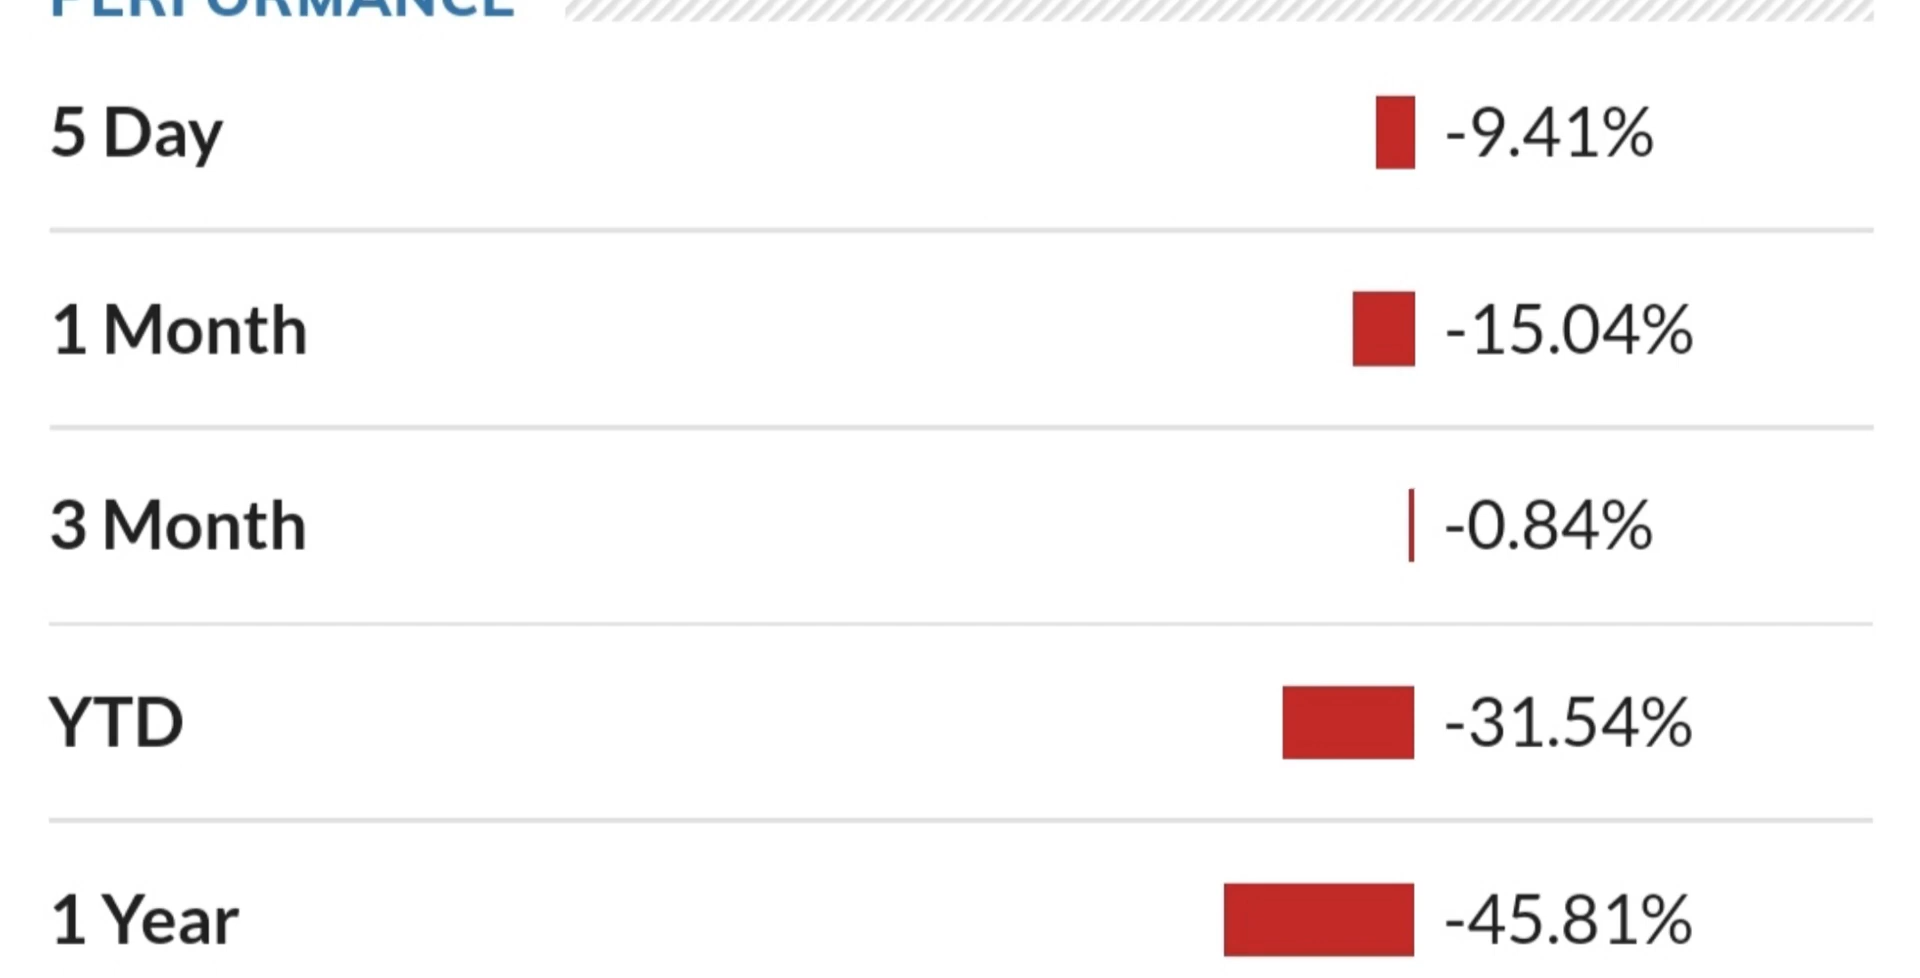 PERFORMANCE
5 Day -9.41%
1 Month -15.04%
3 Month -0.84%
YTD -31.54%
1 Year -45.81%